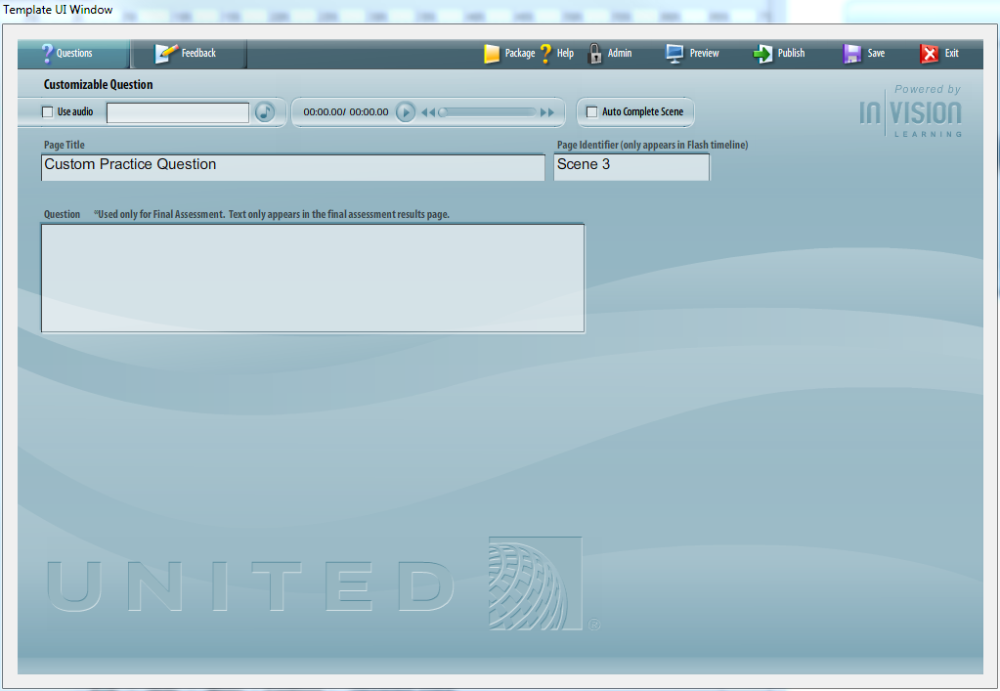 Template UI Window
Questions Feedback Package Help Admin Preview Publish Save Exit
Customizable Question
Use audio 00:00.00/ 00:00.00 Auto Complete Scene
Powered by
IN VISION
LEARNING
Page Title Page Identifier (only appears in Flash timeline)
Custom Practice Question Scene 3
Question *Used only for Final Assessment. Text only appears in the final assessment results page.
UNITED ®